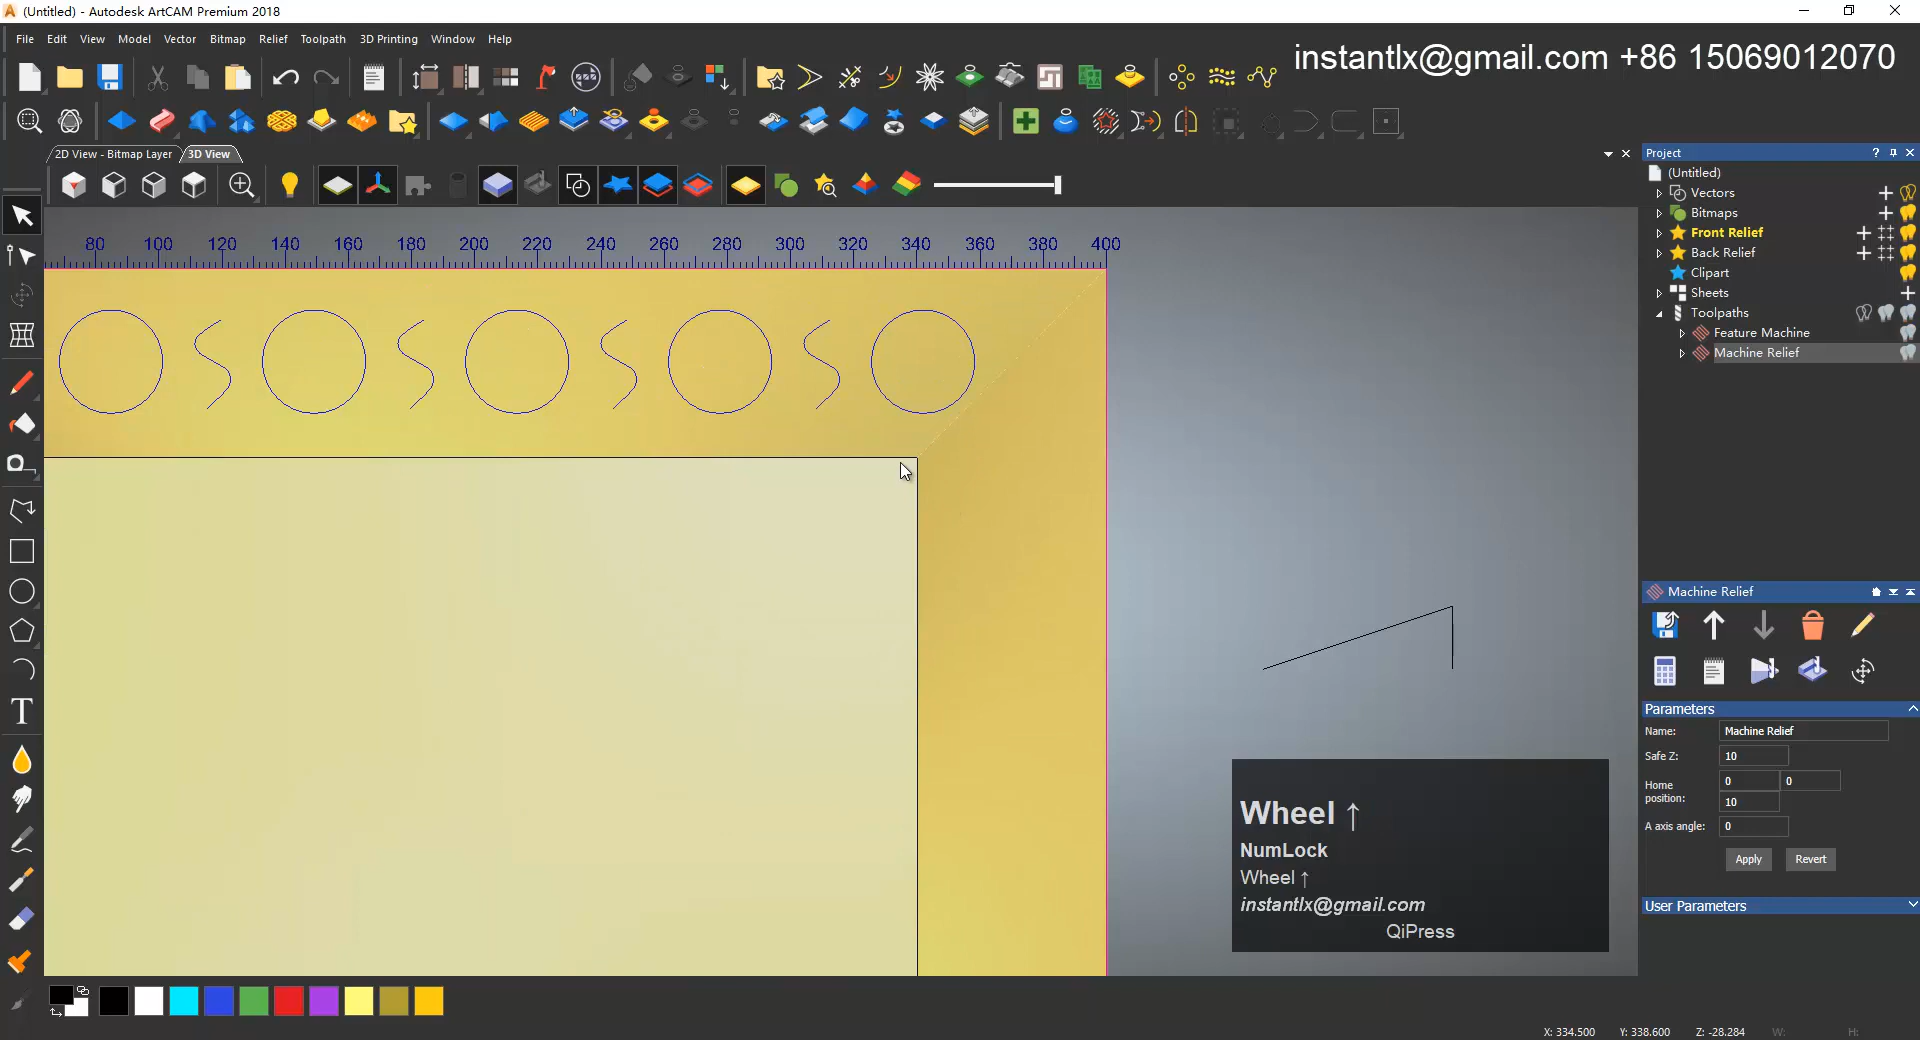 (Untitled) - Autodesk ArtCAM Premium 2018
File Edit View Model Vector Bitmap Relief Toolpath 3D Printing Window Help
instantlx@gmail.com +86 15069012070
2D View - Bitmap Layer 3D View
Project
(Untitled)
Vectors
Bitmaps
Front Relief
Back Relief
Clipart
Sheets
Toolpaths
Feature Machine
Machine Relief
80 100 120 140 160 180 200 220 240 260 280 300 320 340 360 380 400
Machine Relief
Parameters
Name: Machine Relief
Safe Z: 10
Home position: 0 0
10
A axis angle: 0
Apply Revert
User Parameters
Wheel ↑
NumLock
Wheel ↑
instantlx@gmail.com
QiPress
X: 334.500 Y: 338.600 Z: -28.284 W: H: